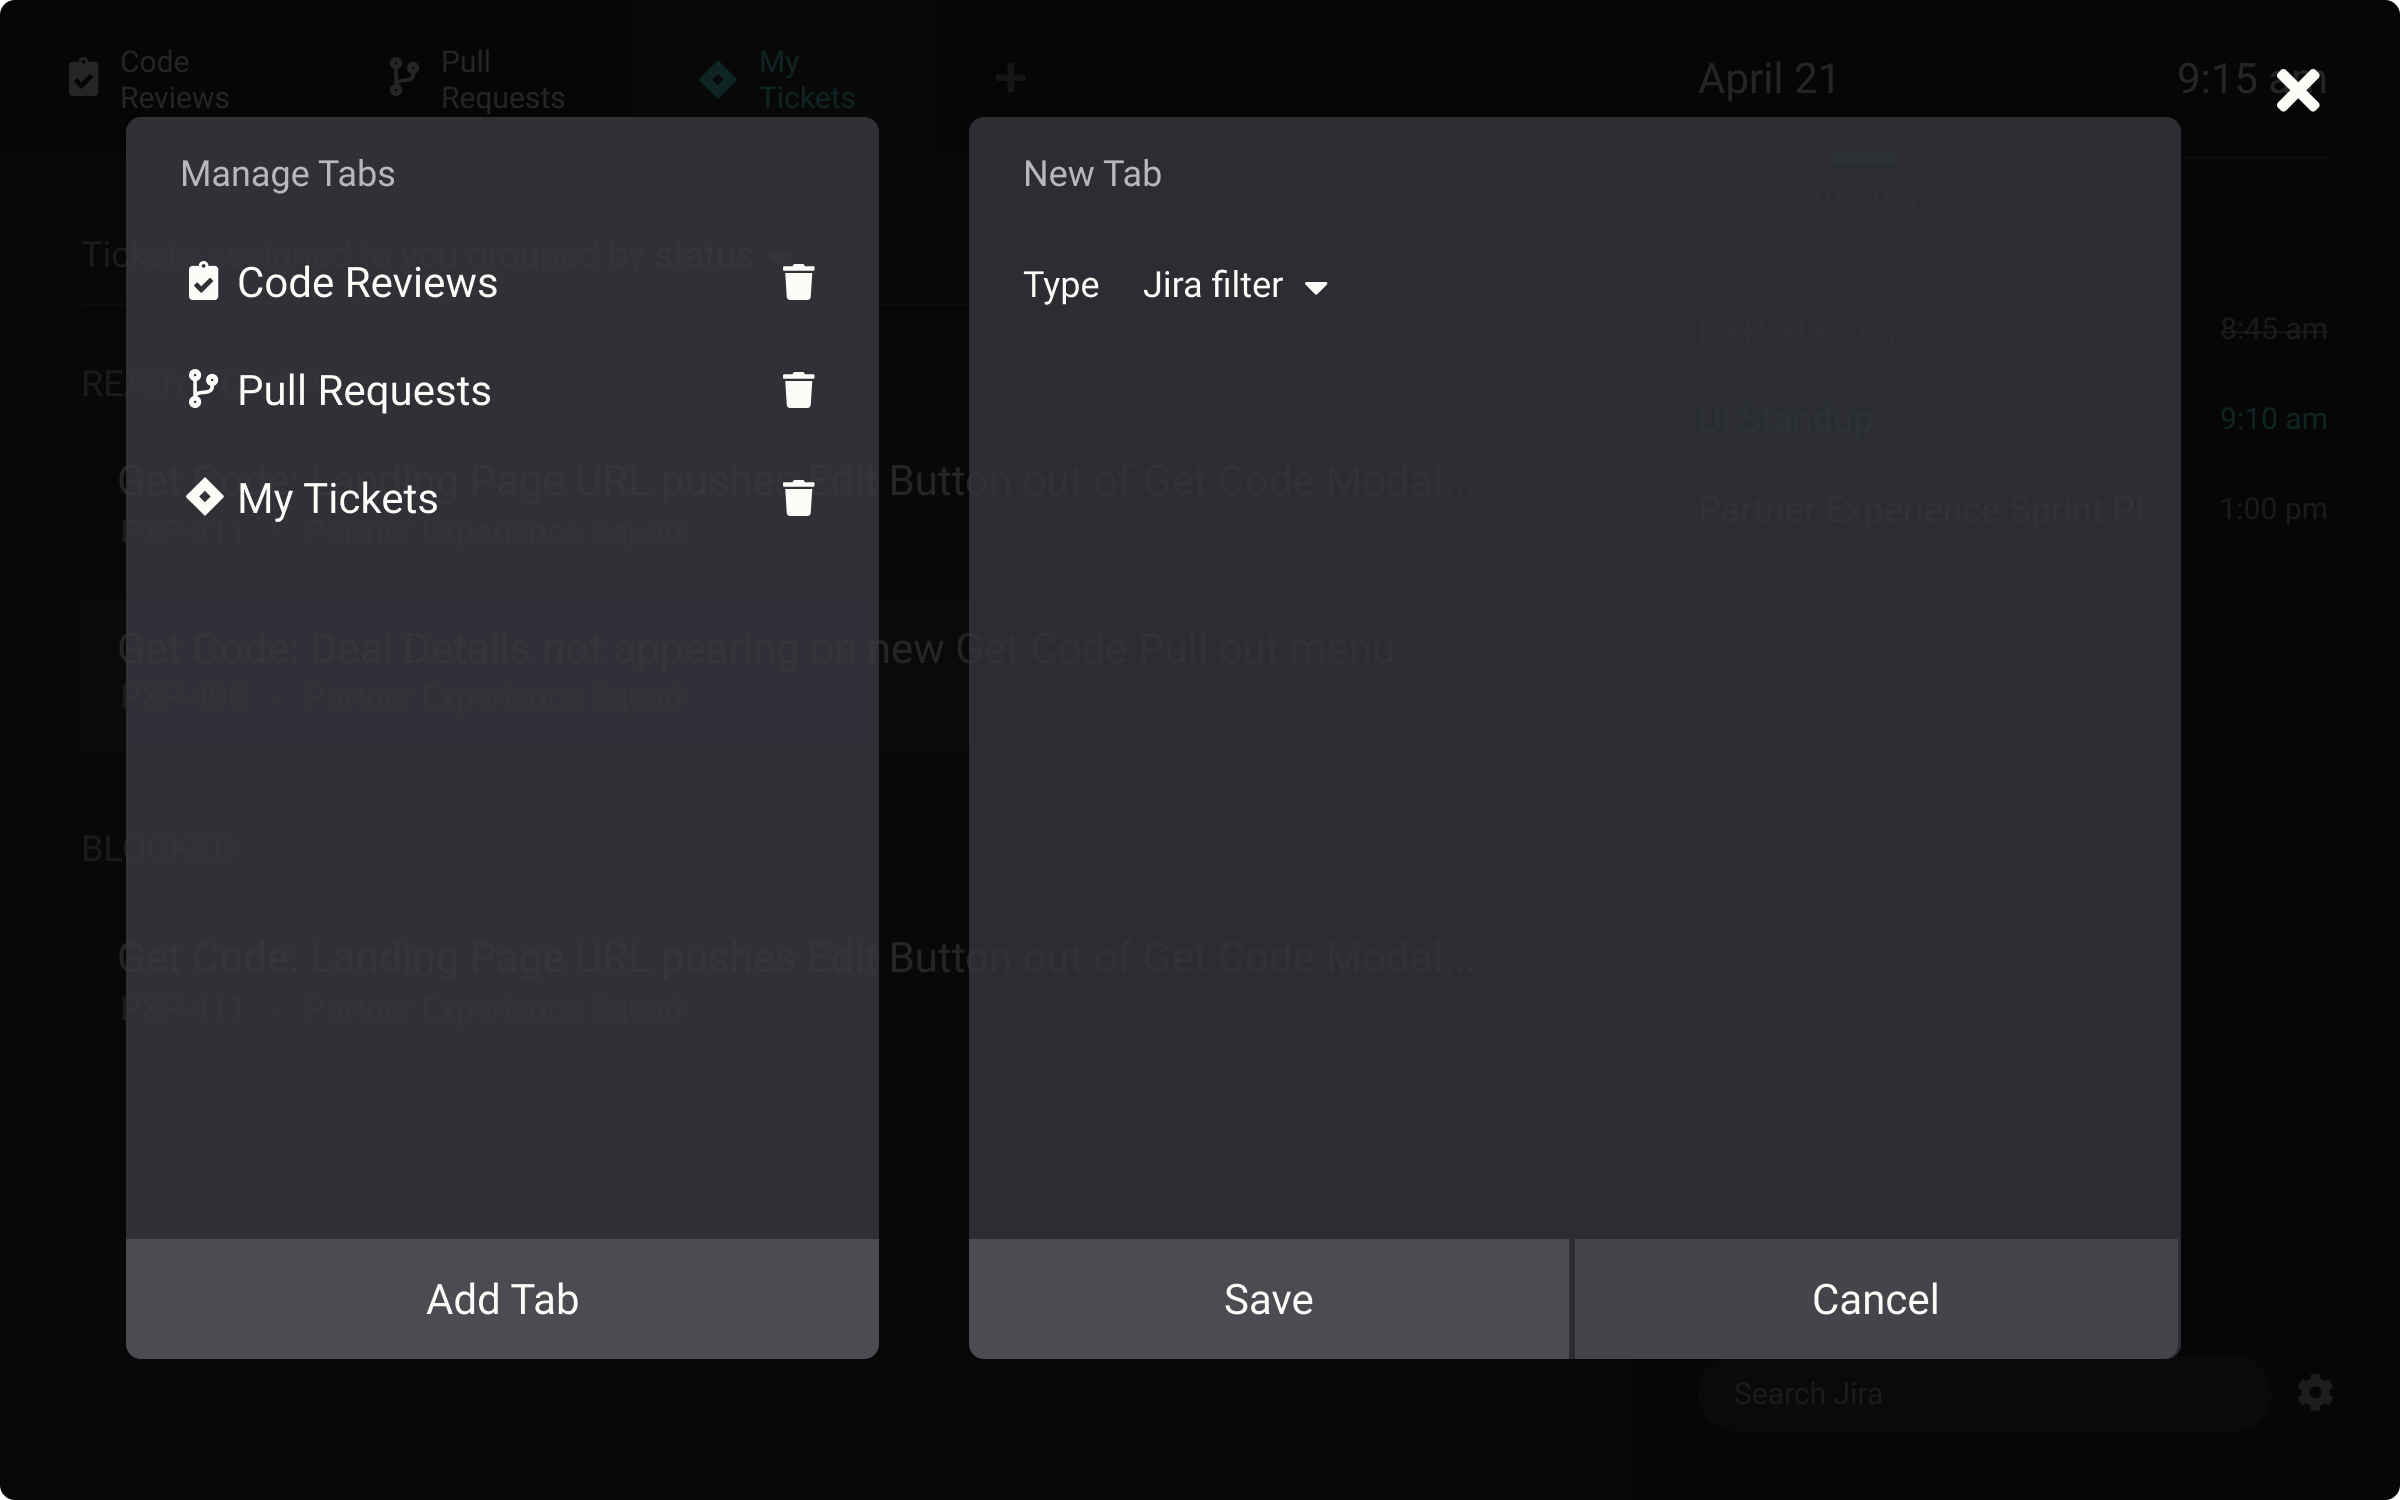 Code
Reviews
Pull
Requests
My
Tickets
April 21
9:15 am
Manage Tabs
New Tab
Tuesday
Tickets assigned to you grouped by status
Code Reviews
Type Jira filter
PXP Standup 8:45 am
READY
Pull Requests
UI Standup 9:10 am
Get Code: Landing Page URL pushes Edit Button out of Get Code Modal...
My Tickets
PXP-411 - Partner Experience Squad
Partner Experience Sprint Pl... 1:00 pm
Get Code: Deal Details not appearing on new Get Code Pull out menu
PXP-400 - Partner Experience Squad
BLOCKED
Get Code: Landing Page URL pushes Edit Button out of Get Code Modal...
PXP-411 - Partner Experience Squad
Add Tab
Save
Cancel
Search Jira